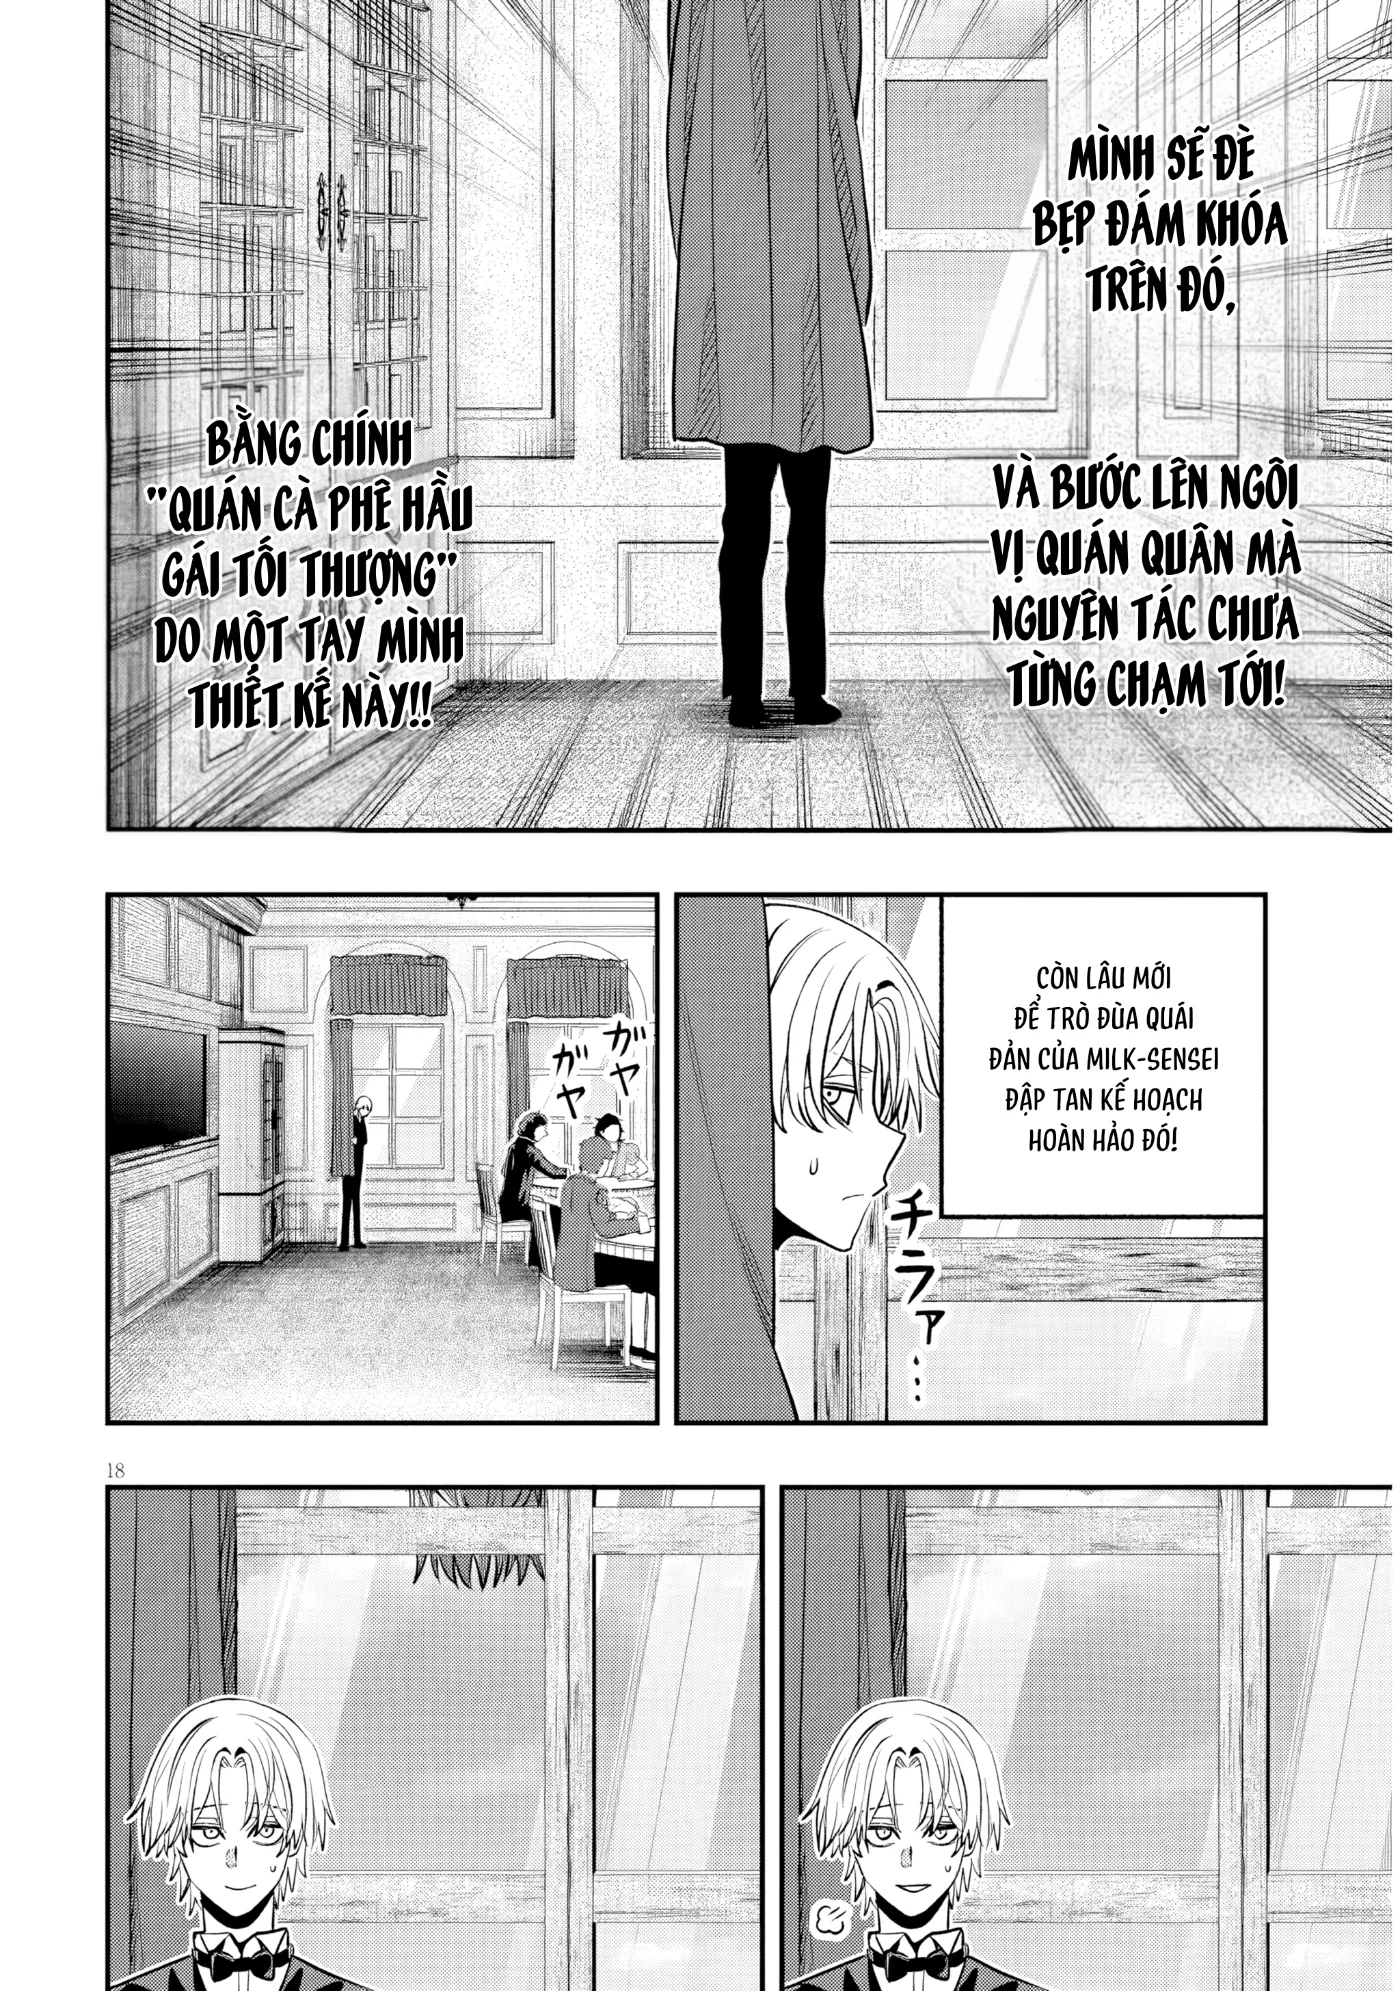 MÌNH SẼ ĐÈ
BẸP ĐÁM KHÓA
TRÊN ĐÓ,
VÀ BƯỚC LÊN NGÔI
VỊ QUÁN QUÂN MÀ
NGUYÊN TÁC CHƯA
TỪNG CHẠM TỚI!
BẰNG CHÍNH
"QUÁN CÀ PHÊ HẦU
GÁI TỐI THƯỢNG"
DO MỘT TAY MÌNH
THIẾT KẾ NÀY!!
CÒN LÂU MỚI
ĐỂ TRÒ ĐÙA QUÁI
ĐẢN CỦA MILK-SENSEI
ĐẬP TAN KẾ HOẠCH
HOÀN HẢO ĐÓ!
チラァ...
ガヤ
ガヤ
18